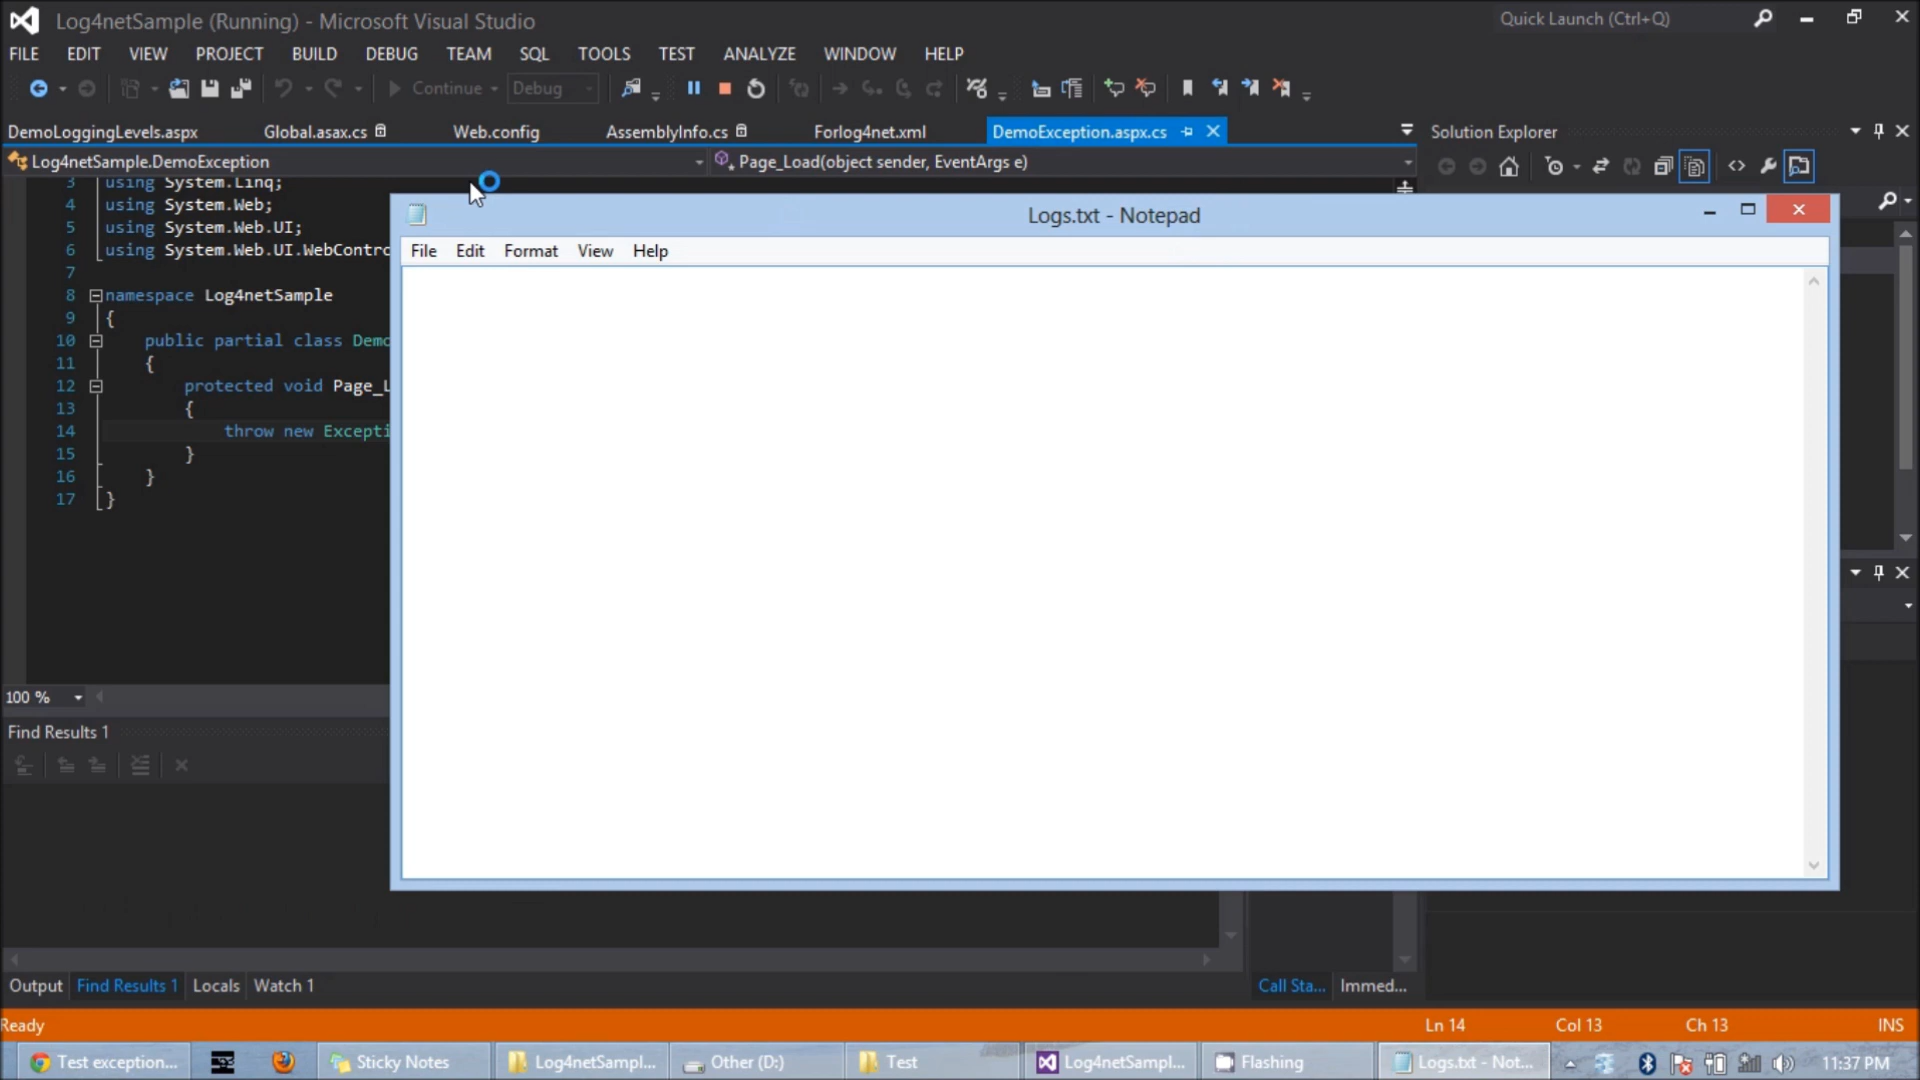 Log4netSample (Running) - Microsoft Visual Studio
Quick Launch (Ctrl+Q)
FILE EDIT VIEW PROJECT BUILD DEBUG TEAM SQL TOOLS TEST ANALYZE WINDOW HELP
Continue Debug
DemoLoggingLevels.aspx Global.asax.cs Web.config AssemblyInfo.cs Forlog4net.xml DemoException.aspx.cs Solution Explorer
Log4netSample.DemoException Page_Load(object sender, EventArgs e)
3 using System.Linq;
4 using System.Web;
5 using System.Web.UI;
6 using System.Web.UI.WebContro
7
8 namespace Log4netSample
9 {
10 public partial class Demo
11 {
12 protected void Page_L
13 {
14 throw new Excepti
15 }
16 }
17 }
Logs.txt - Notepad
File Edit Format View Help
100 %
Find Results 1
Output Find Results 1 Locals Watch 1
Call Sta... Immed...
Ready Ln 14 Col 13 Ch 13 INS
Test exception... Sticky Notes Log4netSampl... Other (D:) Test Log4netSampl... Flashing Logs.txt - Not... 11:37 PM